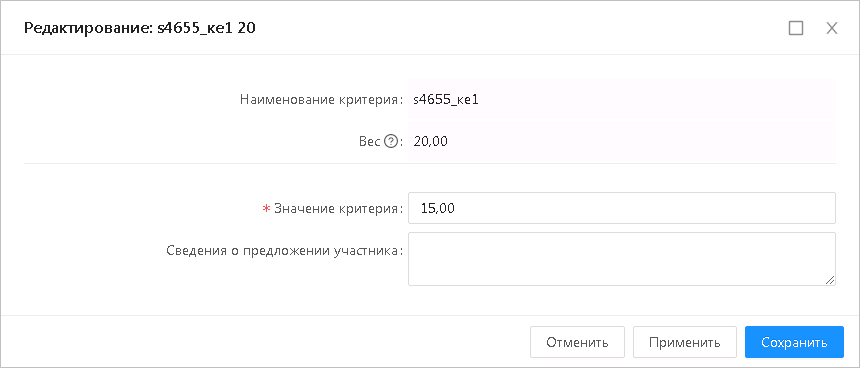 Редактирование: s4655_ке1 20
Наименование критерия: s4655_ке1
Вес ?: 20,00
* Значение критерия: 15,00
Сведения о предложении участника:
Отменить Применить Сохранить